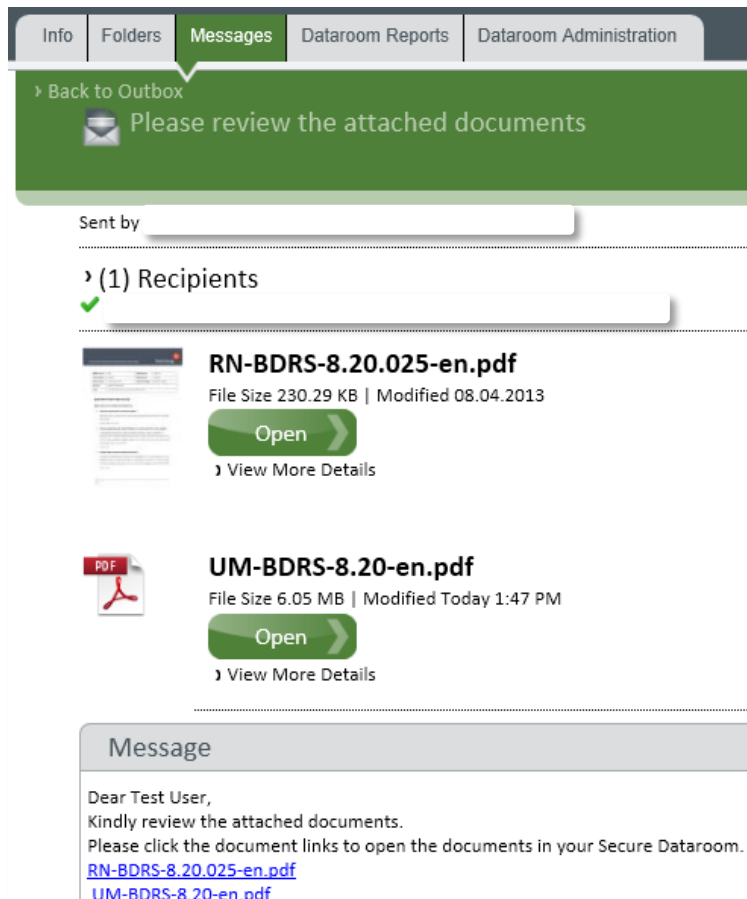 Info Folders Messages Dataroom Reports Dataroom Administration
› Back to Outbox
Please review the attached documents
Sent by
(1) Recipients
RN-BDRS-8.20.025-en.pdf
File Size 230.29 KB | Modified 08.04.2013
Open
View More Details
PDF
UM-BDRS-8.20-en.pdf
File Size 6.05 MB | Modified Today 1:47 PM
Open
View More Details
Message
Dear Test User,
Kindly review the attached documents.
Please click the document links to open the documents in your Secure Dataroom.
RN-BDRS-8.20.025-en.pdf
UM-BDRS-8.20-en.pdf